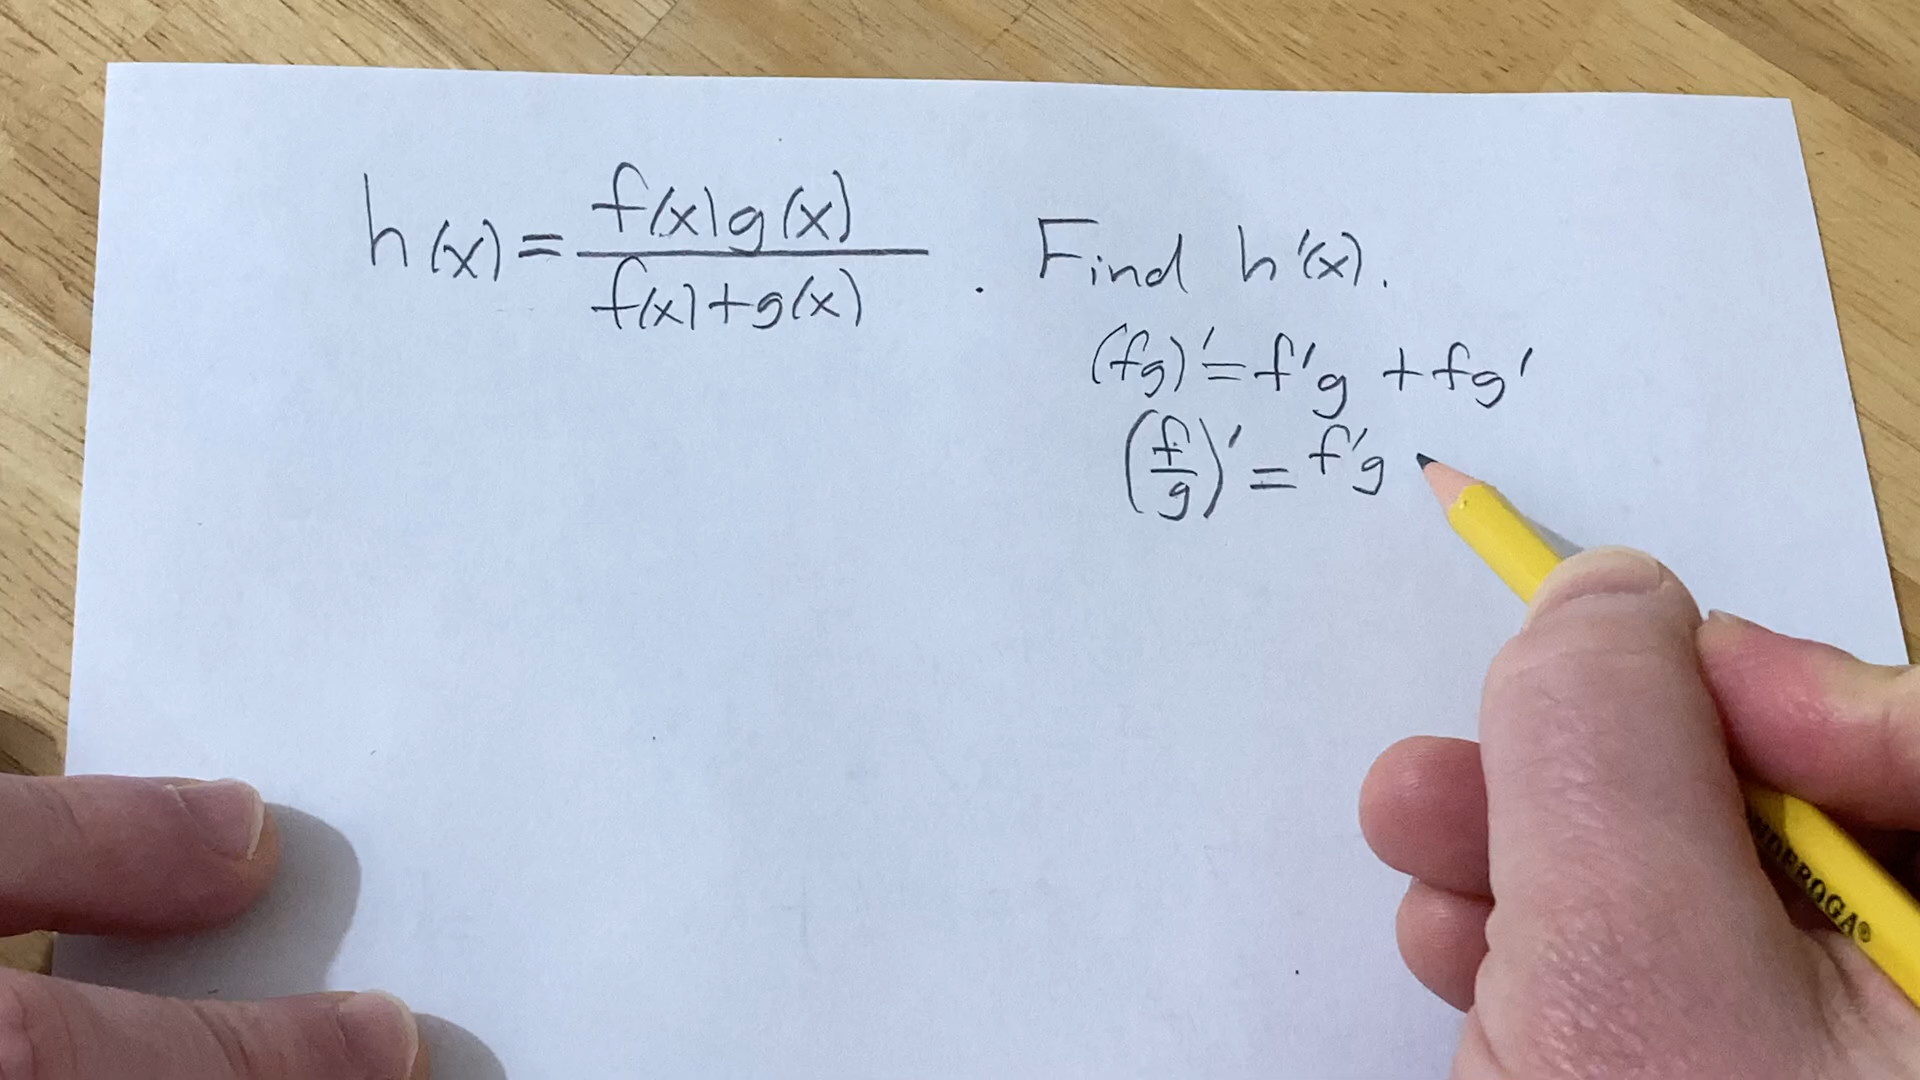 h(x) = f(x)g(x) / f(x)+g(x) . Find h'(x).
(fg)' = f'g + fg'
(f/g)' = f'g